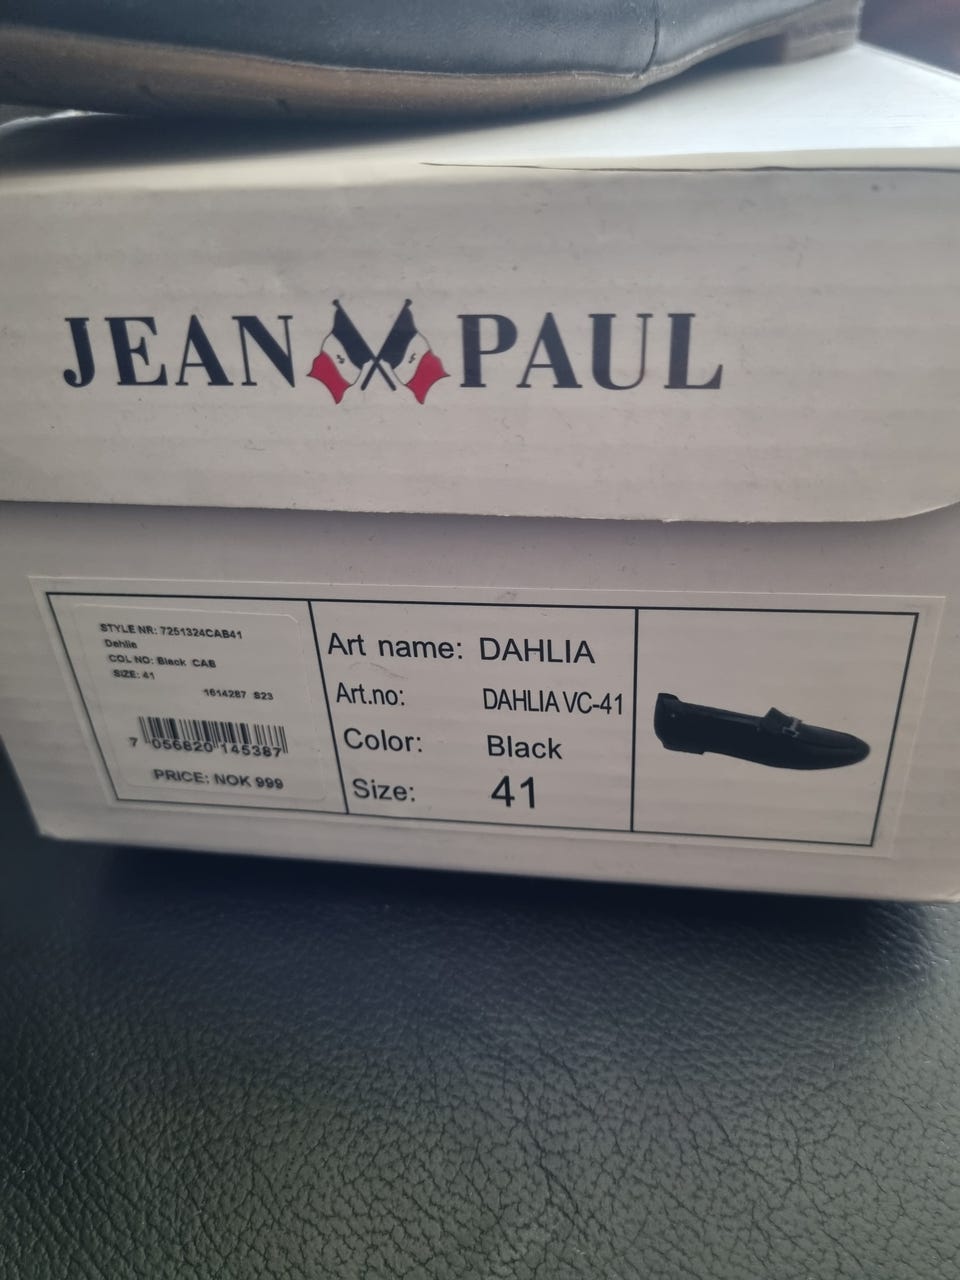 JEAN PAUL
STYLE NR: 7251324CAB41
Dahlia
COL NO: Black CAB
SIZE: 41
1614287 S23
7 056820 145387
PRICE: NOK 999
Art name: DAHLIA
Art.no: DAHLIA VC-41
Color: Black
Size: 41